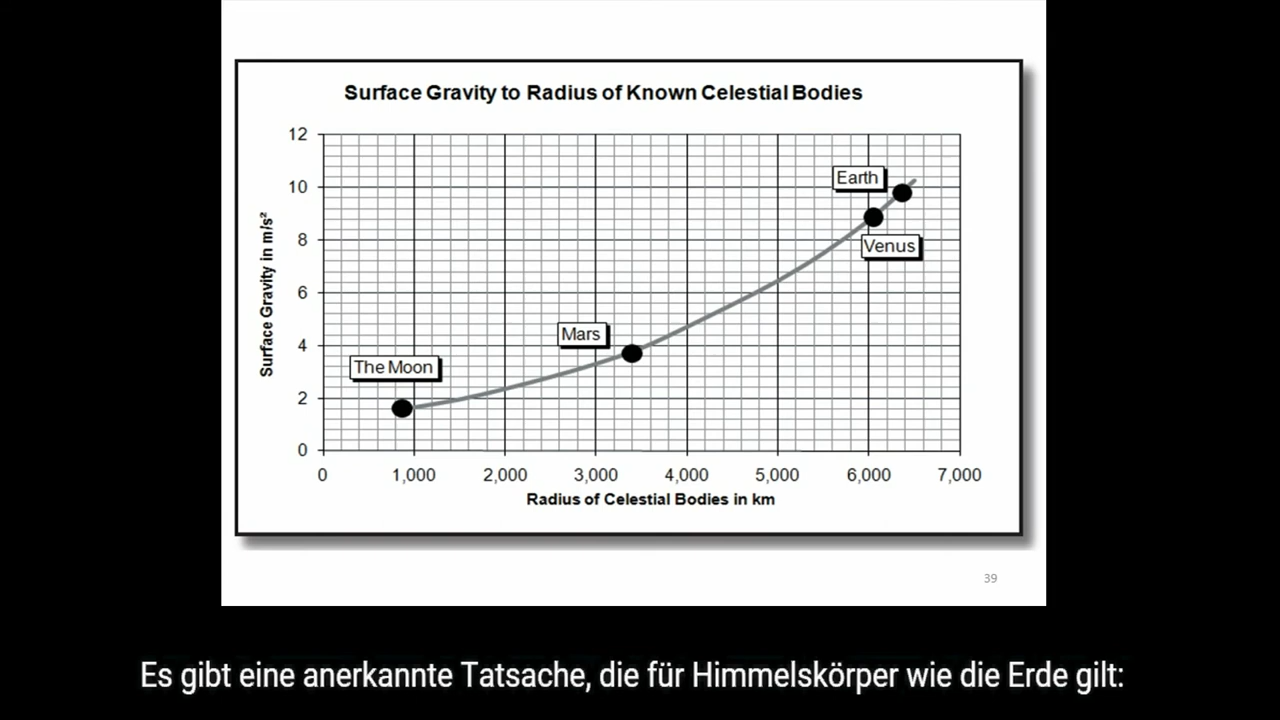 Surface Gravity to Radius of Known Celestial Bodies
12
10
8
6
4
2
0
Surface Gravity in m/s²
Earth
Venus
Mars
The Moon
0 1,000 2,000 3,000 4,000 5,000 6,000 7,000
Radius of Celestial Bodies in km
39
Es gibt eine anerkannte Tatsache, die für Himmelskörper wie die Erde gilt: